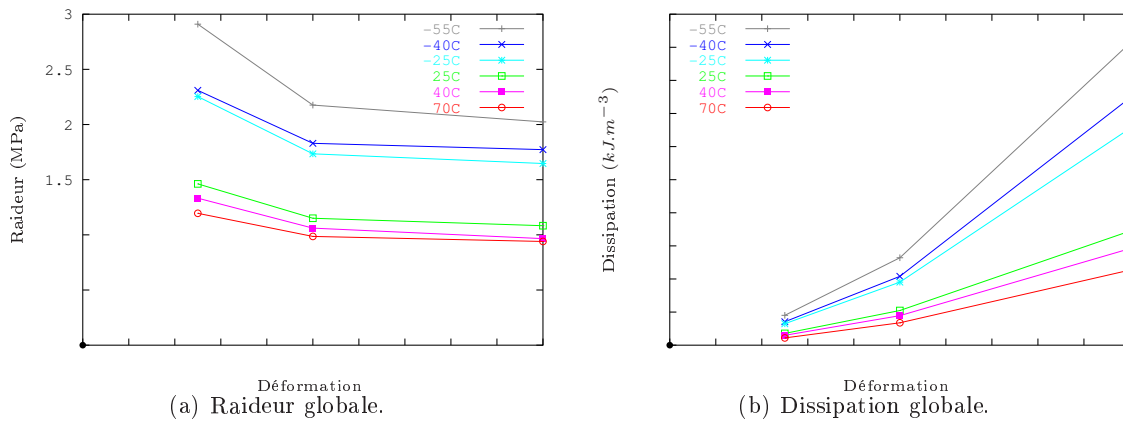 3
2.5
2
1.5
Raideur (MPa)
-55C
-40C
-25C
25C
40C
70C
Déformation
(a) Raideur globale.
Dissipation (kJ.m⁻³)
-55C
-40C
-25C
25C
40C
70C
Déformation
(b) Dissipation globale.